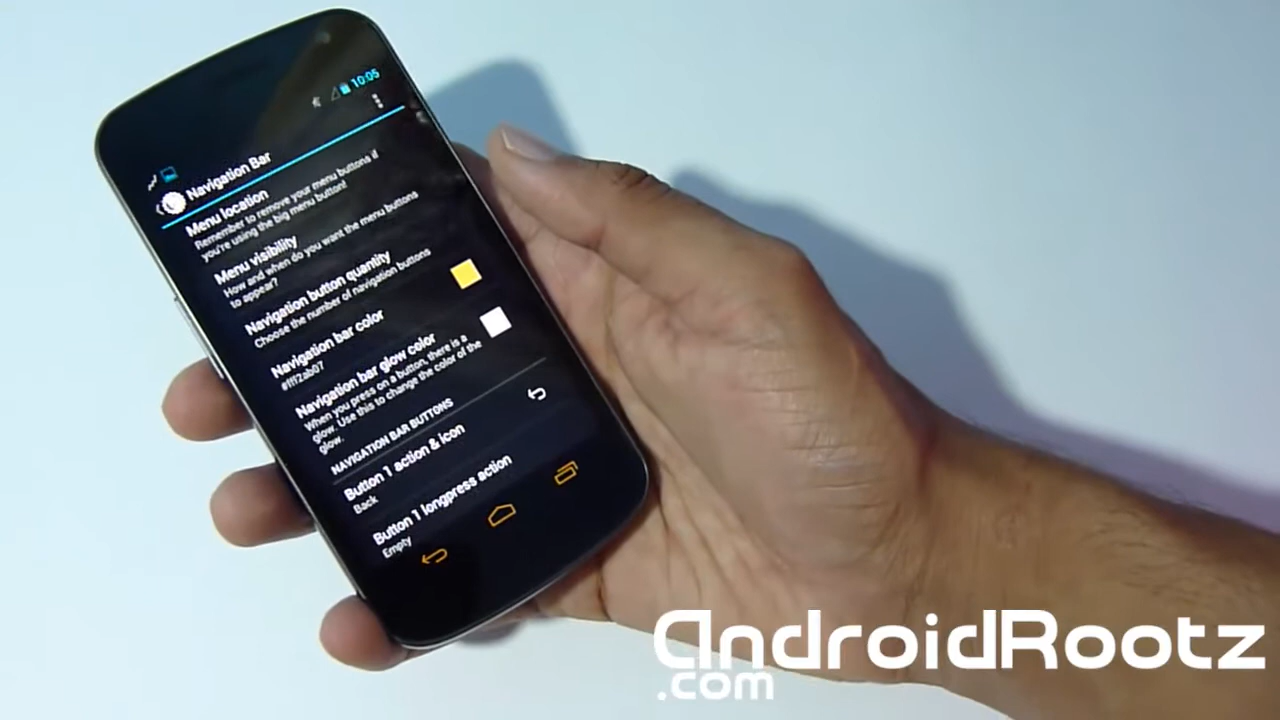 10:05
Navigation Bar
Menu location
Remember to remove your menu buttons if
you're using the big menu button!
Menu visibility
How and when do you want the menu buttons
to appear?
Navigation button quantity
Choose the number of navigation buttons
Navigation bar color
#fff2ab07
Navigation bar glow color
When you press on a button, there is a
glow. Use this to change the color of the
glow.
NAVIGATION BAR BUTTONS
Button 1 action & icon
Back
Button 1 longpress action
Empty
AndroidRootz
.com